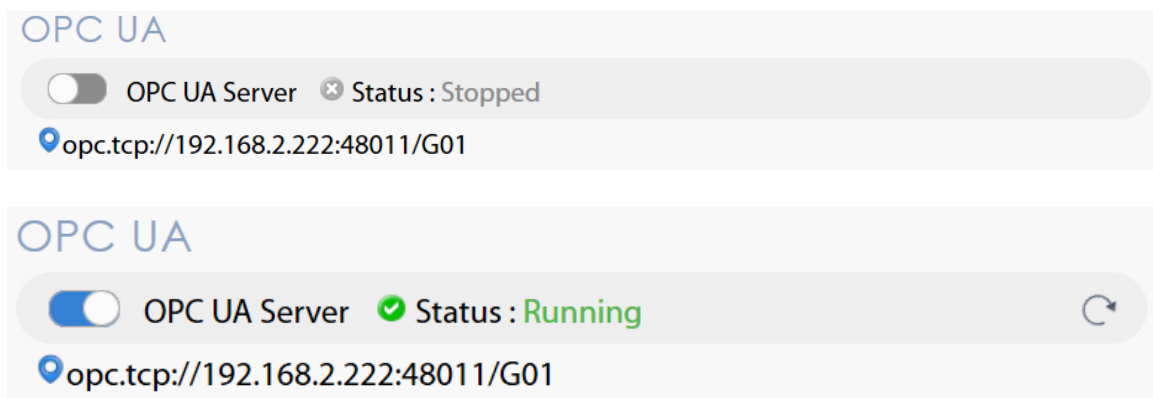 OPC UA
OPC UA Server Status : Stopped
opc.tcp://192.168.2.222:48011/G01
OPC UA
OPC UA Server Status : Running
opc.tcp://192.168.2.222:48011/G01